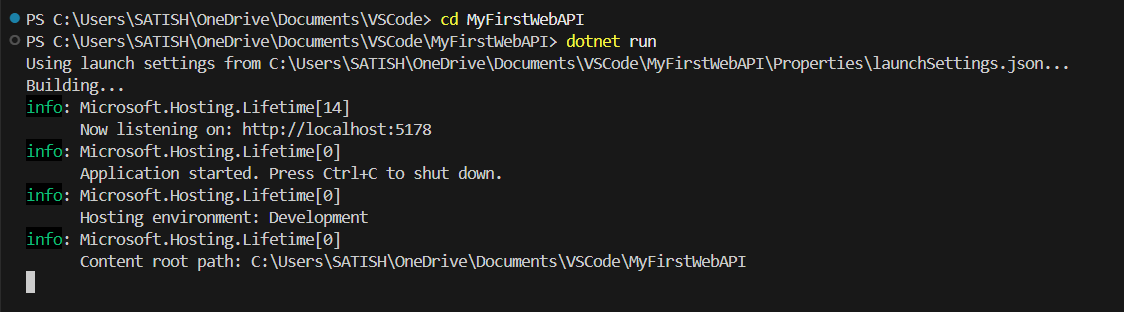 PS C:\Users\SATISH\OneDrive\Documents\VSCode> cd MyFirstWebAPI
PS C:\Users\SATISH\OneDrive\Documents\VSCode\MyFirstWebAPI> dotnet run
Using launch settings from C:\Users\SATISH\OneDrive\Documents\VSCode\MyFirstWebAPI\Properties\launchSettings.json...
Building...
info: Microsoft.Hosting.Lifetime[14]
      Now listening on: http://localhost:5178
info: Microsoft.Hosting.Lifetime[0]
      Application started. Press Ctrl+C to shut down.
info: Microsoft.Hosting.Lifetime[0]
      Hosting environment: Development
info: Microsoft.Hosting.Lifetime[0]
      Content root path: C:\Users\SATISH\OneDrive\Documents\VSCode\MyFirstWebAPI